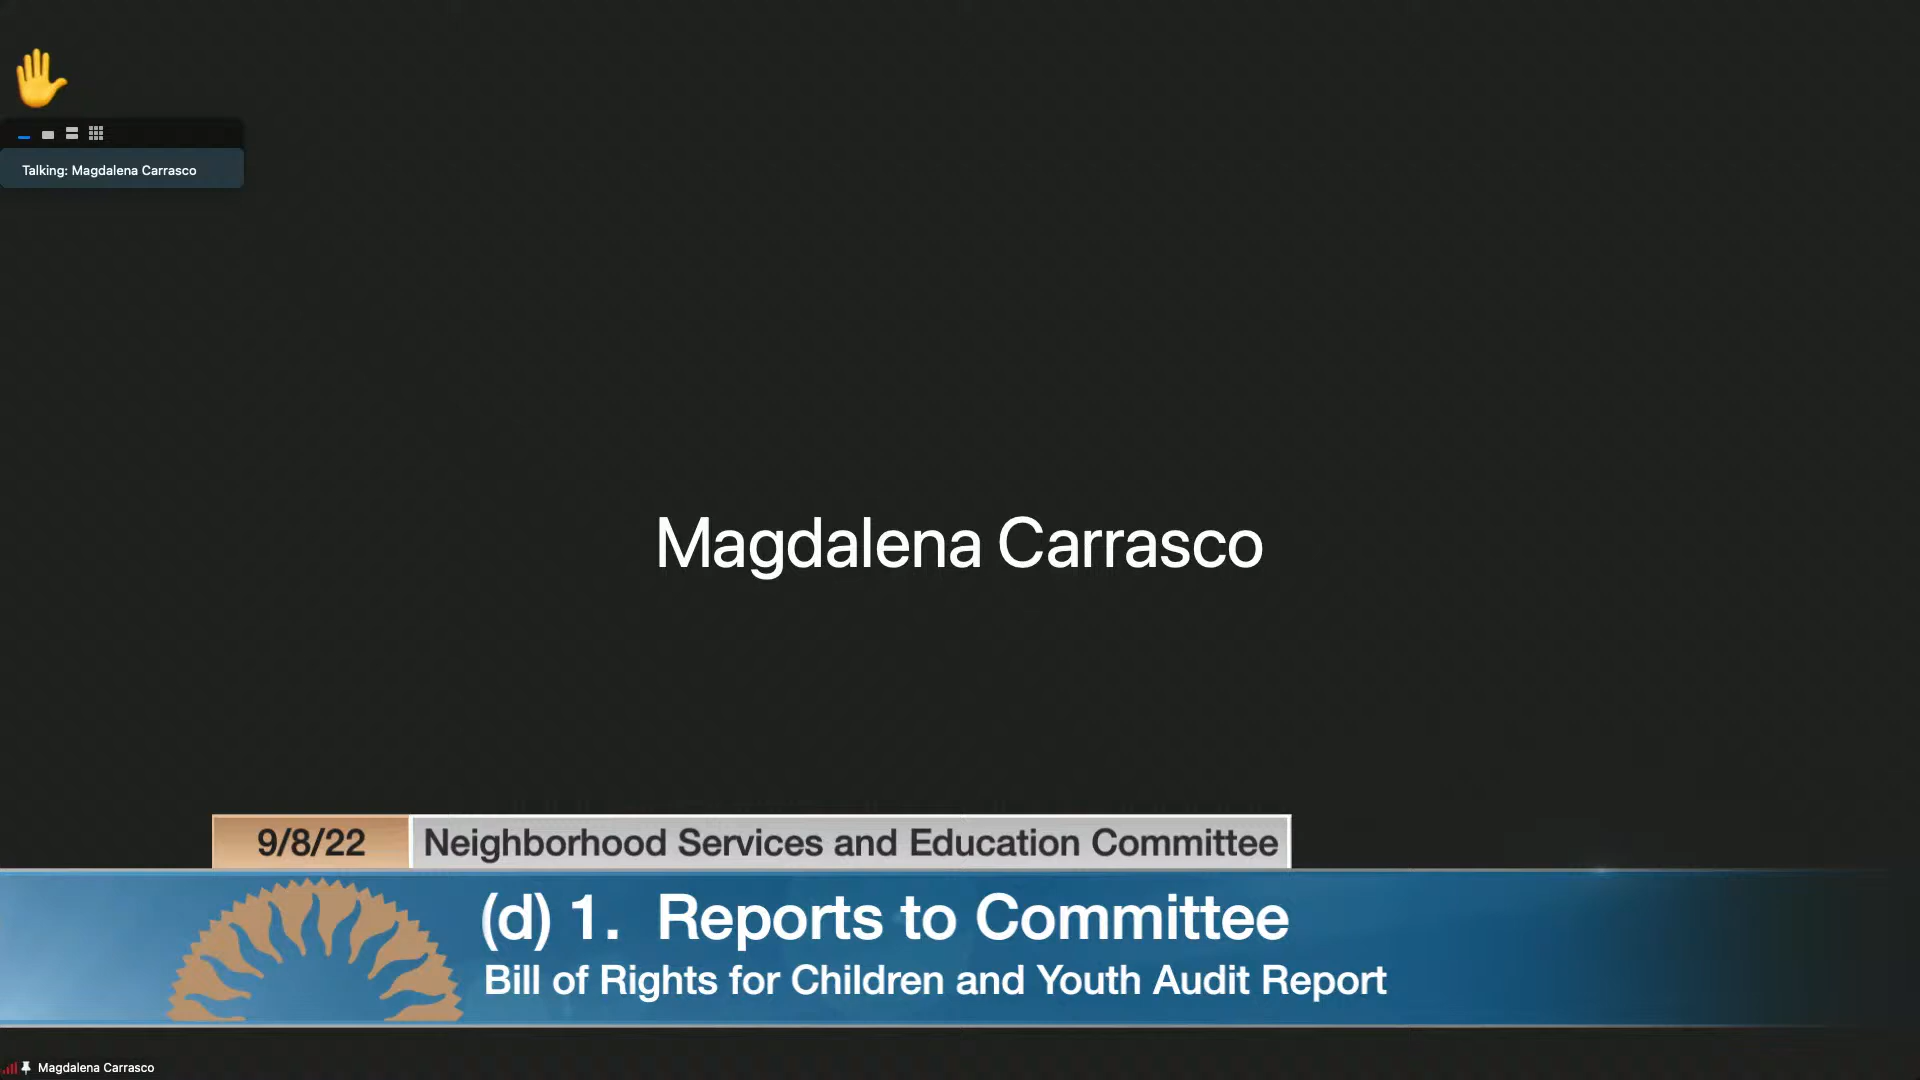 Talking: Magdalena Carrasco
Magdalena Carrasco
9/8/22 Neighborhood Services and Education Committee
(d) 1. Reports to Committee
Bill of Rights for Children and Youth Audit Report
Magdalena Carrasco